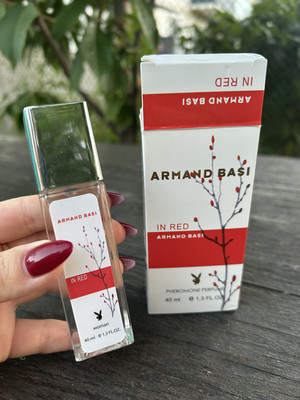 IN RED
ARMAND BASI
ARMAND BASI
IN RED
ARMAND BASI
PHEROMONE PERFUME
40 ml ℮ 1,3 FL.OZ.
ARMAND BASI
IN RED
woman
40 ml ℮ 1,3 FL.OZ.